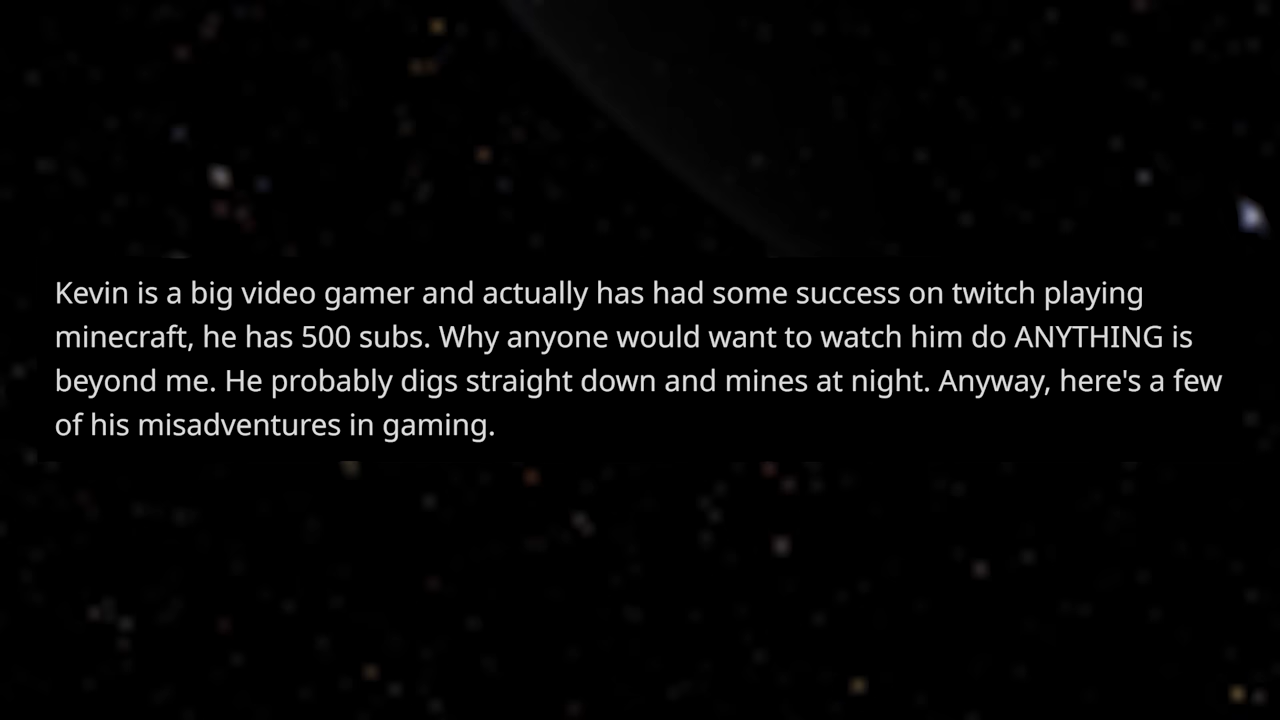 Kevin is a big video gamer and actually has had some success on twitch playing
minecraft, he has 500 subs. Why anyone would want to watch him do ANYTHING is
beyond me. He probably digs straight down and mines at night. Anyway, here's a few
of his misadventures in gaming.